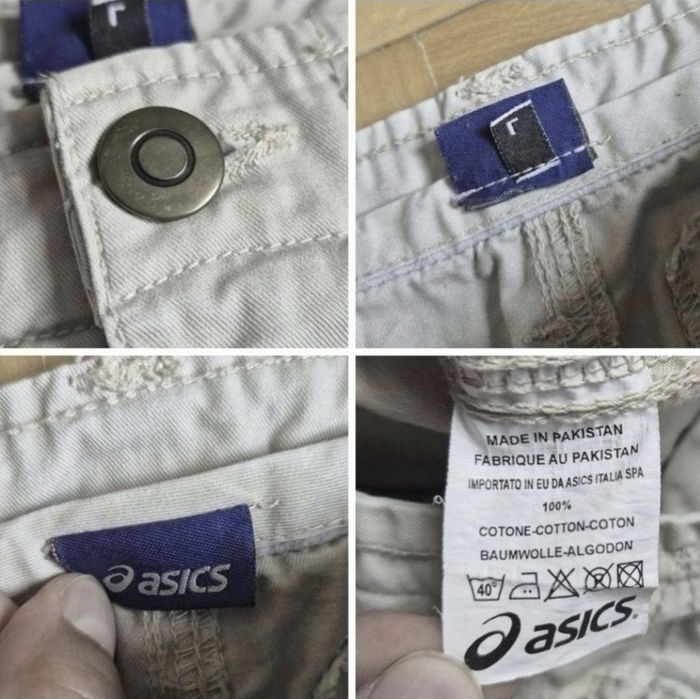 L
L
asics
MADE IN PAKISTAN
FABRIQUE AU PAKISTAN
IMPORTATO IN EU DA ASICS ITALIA SPA
100%
COTONE-COTTON-COTON
BAUMWOLLE-ALGODON
40°
asics